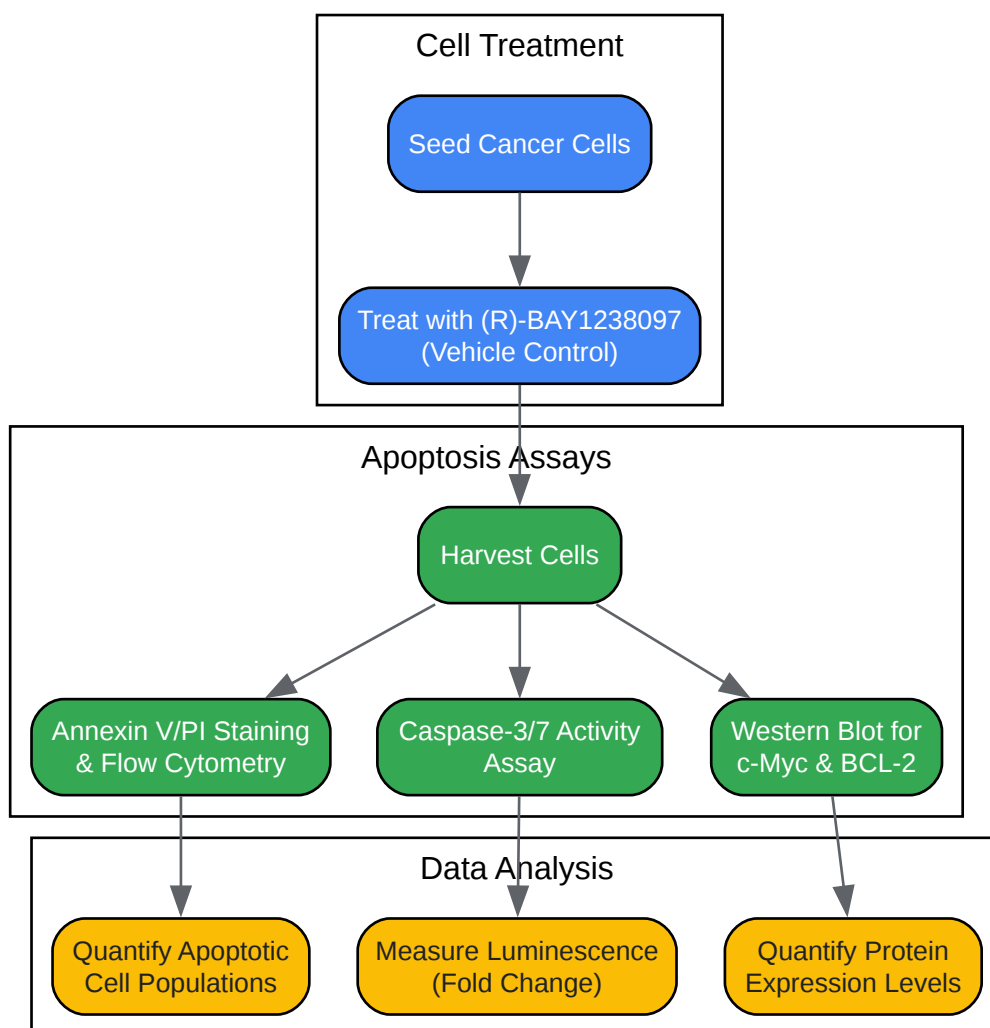 Cell Treatment
Seed Cancer Cells
Treat with (R)-BAY1238097
(Vehicle Control)
Apoptosis Assays
Harvest Cells
Annexin V/PI Staining
& Flow Cytometry
Caspase-3/7 Activity
Assay
Western Blot for
c-Myc & BCL-2
Data Analysis
Quantify Apoptotic
Cell Populations
Measure Luminescence
(Fold Change)
Quantify Protein
Expression Levels